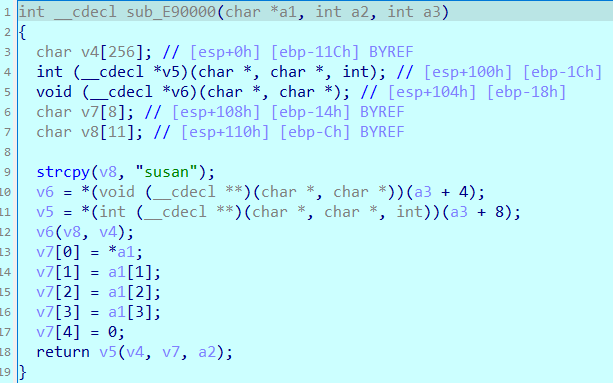 1 int __cdecl sub_E90000(char *a1, int a2, int a3)
2 {
3   char v4[256]; // [esp+0h] [ebp-11Ch] BYREF
4   int (__cdecl *v5)(char *, char *, int); // [esp+100h] [ebp-1Ch]
5   void (__cdecl *v6)(char *, char *); // [esp+104h] [ebp-18h]
6   char v7[8]; // [esp+108h] [ebp-14h] BYREF
7   char v8[11]; // [esp+110h] [ebp-Ch] BYREF
8
9   strcpy(v8, "susan");
10   v6 = *(void (__cdecl **)(char *, char *))(a3 + 4);
11   v5 = *(int (__cdecl **)(char *, char *, int))(a3 + 8);
12   v6(v8, v4);
13   v7[0] = *a1;
14   v7[1] = a1[1];
15   v7[2] = a1[2];
16   v7[3] = a1[3];
17   v7[4] = 0;
18   return v5(v4, v7, a2);
19 }